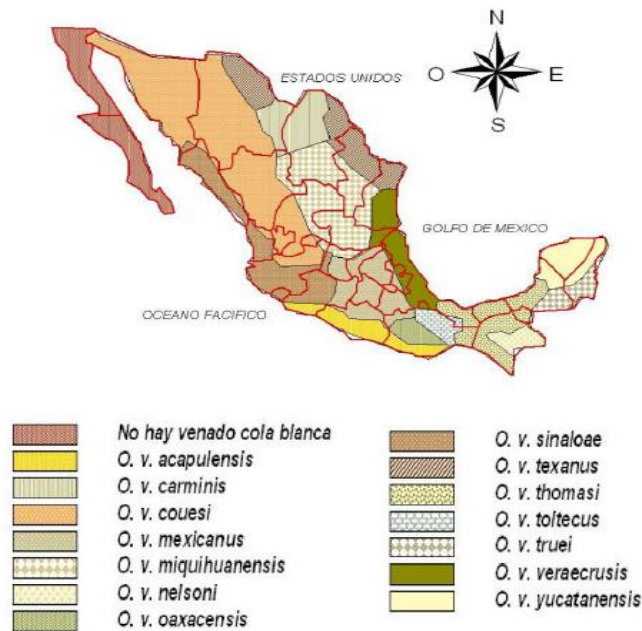 N
ESTADOS UNIDOS
O
E
S
GOLFO DE MEXICO
OCEANO PACIFICO
No hay venado cola blanca
O. v. acapulensis
O. v. carminis
O. v. couesi
O. v. mexicanus
O. v. miquihuanensis
O. v. nelsoni
O. v. oaxacensis
O. v. sinaloae
O. v. texanus
O. v. thomasi
O. v. toltecus
O. v. truei
O. v. veraecrusis
O. v. yucatanensis